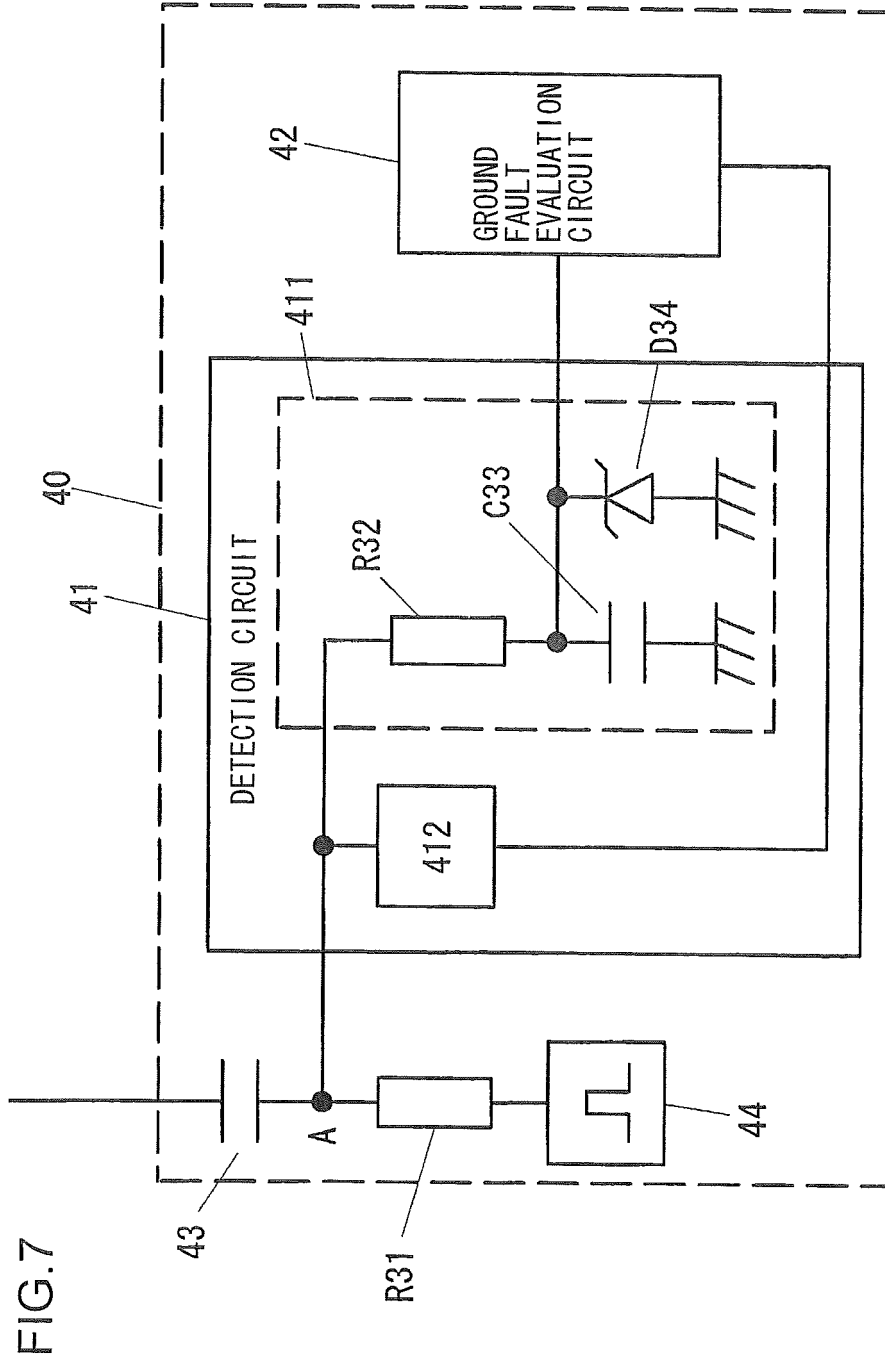 FIG.7
40
41
DETECTION CIRCUIT
411
42
GROUND
FAULT
EVALUATION
CIRCUIT
43
A
R31
44
412
R32
C33
D34